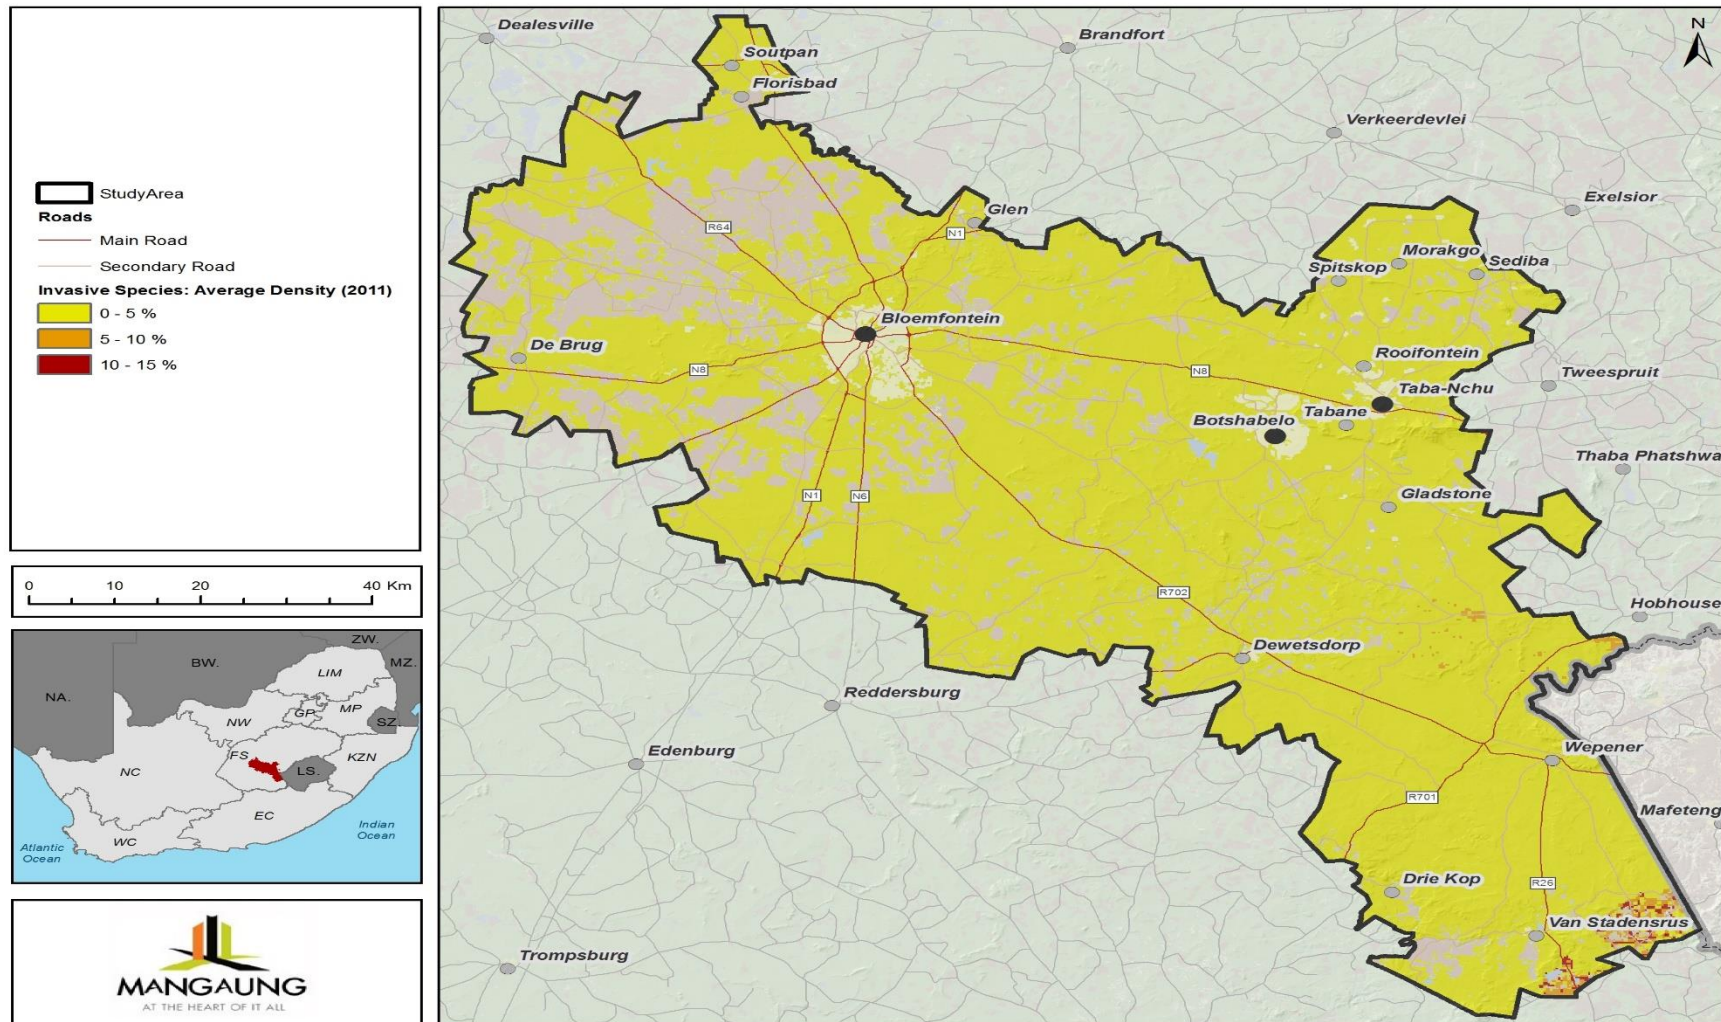 StudyArea
Roads
Main Road
Secondary Road
Invasive Species: Average Density (2011)
0 - 5 %
5 - 10 %
10 - 15 %
0 10 20 40 Km
ZW.
BW.
MZ.
LIM
NA.
GP
MP
NW
SZ.
FS
KZN
NC
LS.
EC
WC
Indian
Ocean
Atlantic
Ocean
MANGAUNG
AT THE HEART OF IT ALL
N
Dealesville
Brandfort
Soutpan
Florisbad
Verkeerdevlei
Exelsior
Glen
R64
N1
Morakgo
Sediba
Spitskop
Bloemfontein
De Brug
Rooifontein
N8
N8
Tweespruit
Taba-Nchu
Tabane
Botshabelo
Thaba Phatshwa
N1
N6
Gladstone
R702
Hobhouse
Dewetsdorp
Reddersburg
Edenburg
Wepener
R701
Mafeteng
Drie Kop
R26
Van Stadensrus
Trompsburg